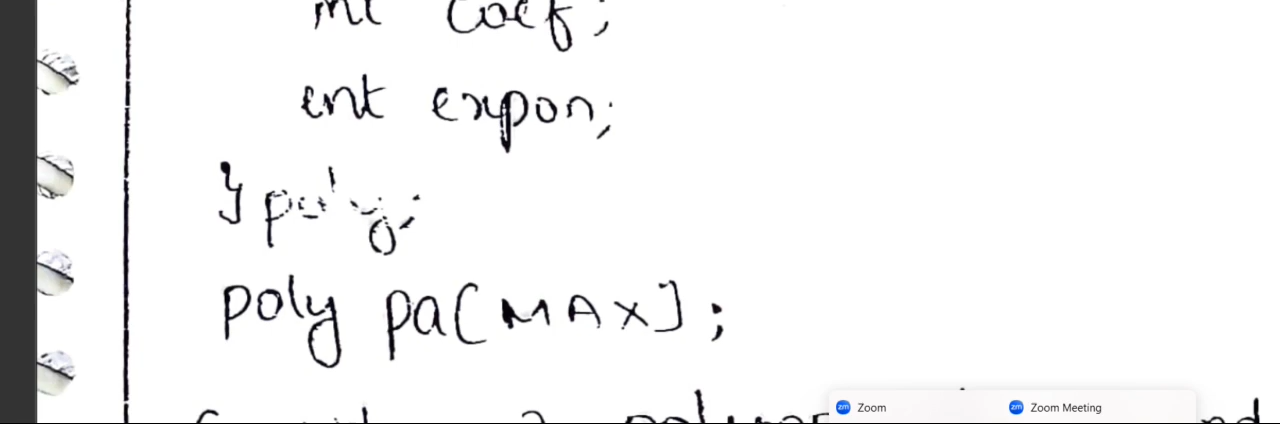 int coef;
int expon;
} poly;
poly pa[MAX];
Zoom
Zoom Meeting